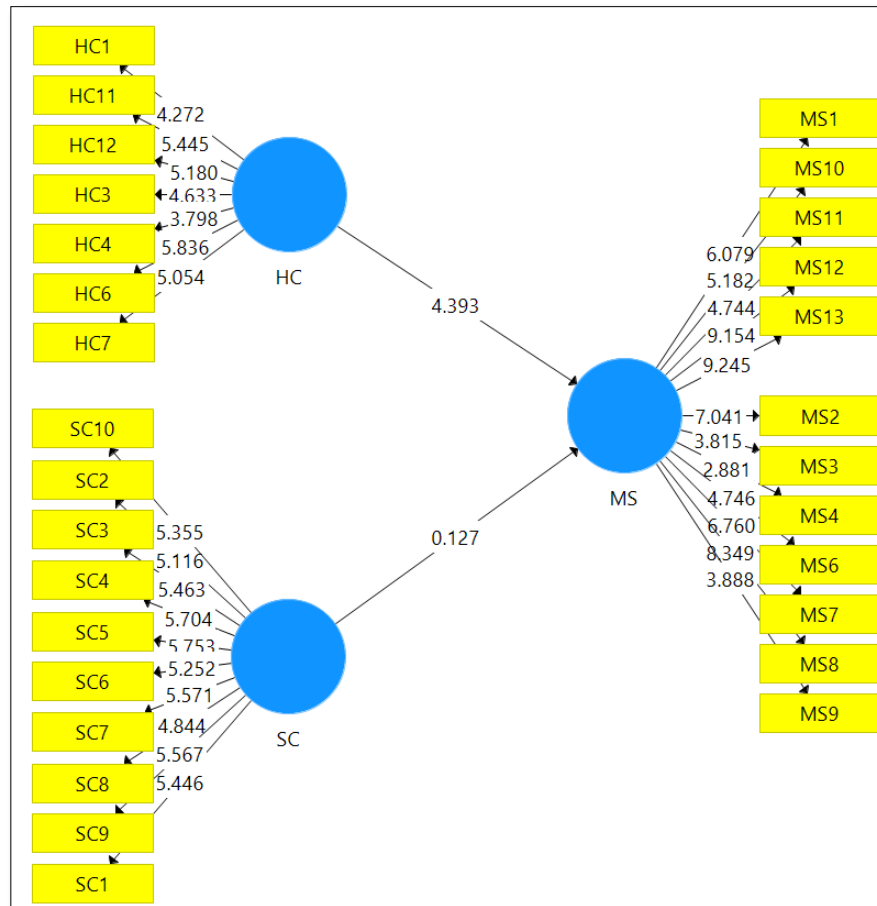 HC1
HC11
HC12
HC3
HC4
HC6
HC7
4.272
5.445
5.180
4.633
3.798
5.836
5.054
HC
SC10
SC2
SC3
SC4
SC5
SC6
SC7
SC8
SC9
SC1
5.355
5.116
5.463
5.704
5.753
5.252
5.571
4.844
5.567
5.446
SC
4.393
0.127
MS
6.079
5.182
4.744
9.154
9.245
7.041
3.815
2.881
4.746
6.760
8.349
3.888
MS1
MS10
MS11
MS12
MS13
MS2
MS3
MS4
MS6
MS7
MS8
MS9